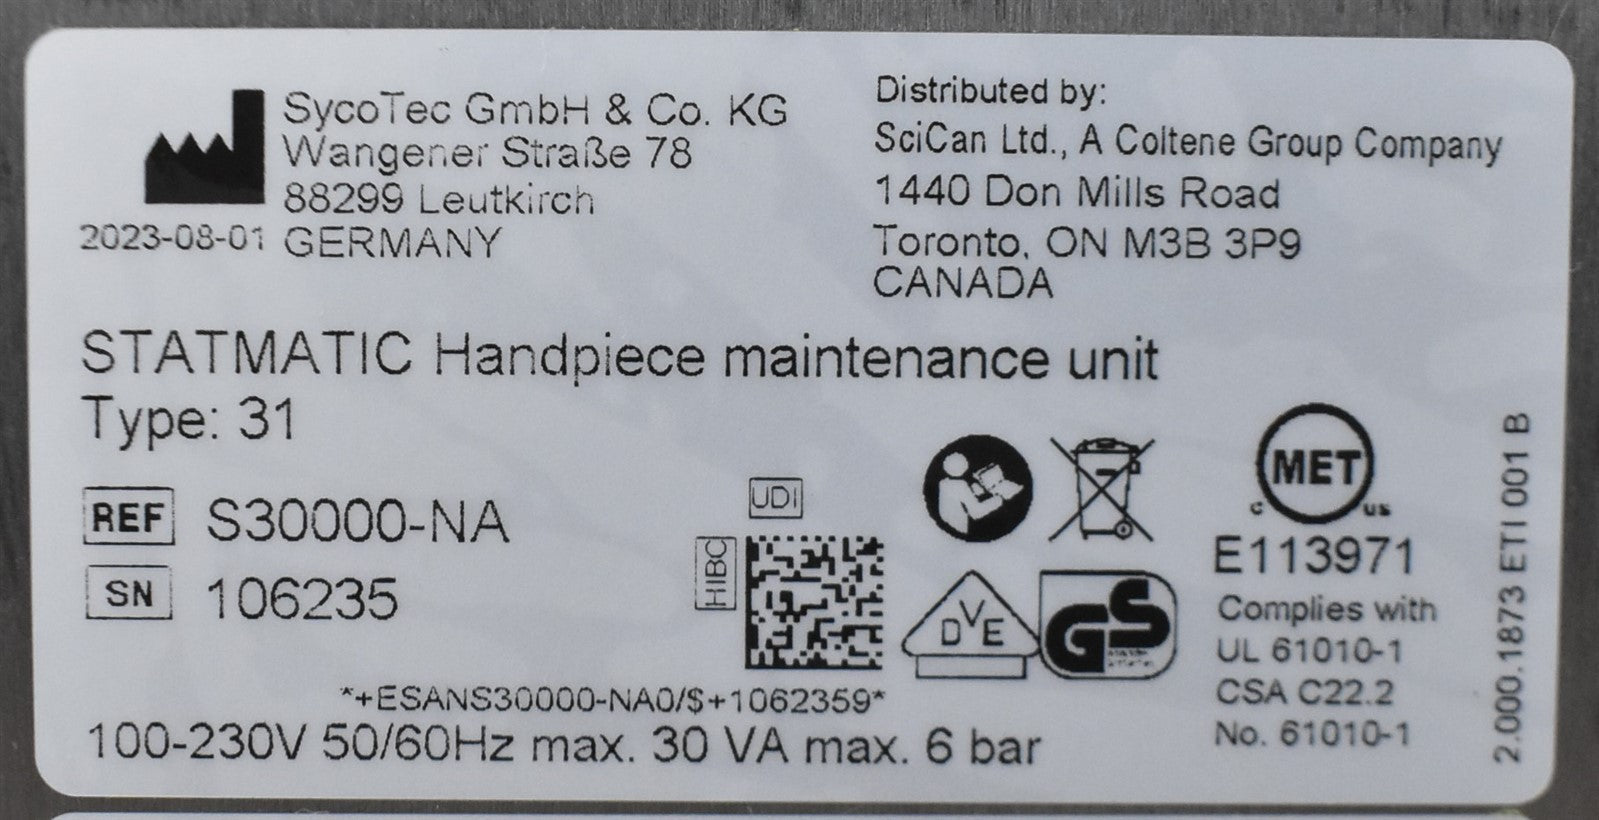 SycoTec GmbH & Co. KG
Wangener Straße 78
88299 Leutkirch
2023-08-01 GERMANY
Distributed by:
SciCan Ltd., A Coltene Group Company
1440 Don Mills Road
Toronto, ON M3B 3P9
CANADA
STATMATIC Handpiece maintenance unit
Type: 31
REF S30000-NA
SN 106235
UDI
HIBC
*+ESANS30000-NA0/$+1062359*
100-230V 50/60Hz max. 30 VA max. 6 bar
DVE
GS
MET
c us
E113971
Complies with
UL 61010-1
CSA C22.2
No. 61010-1
2.000.1873 ETI 001 B